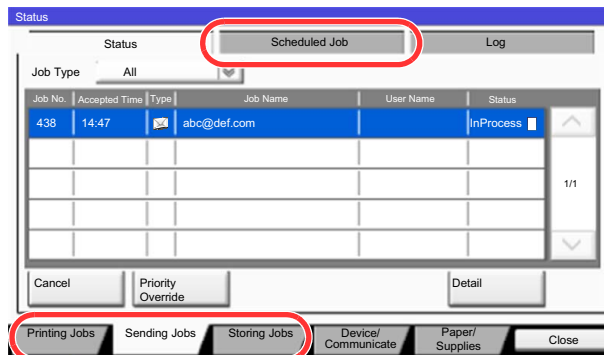 Status
Status Scheduled Job Log
Job Type All
Job No. Accepted Time Type Job Name User Name Status
438 14:47 abc@def.com InProcess
1/1
Cancel Priority Override Detail
Printing Jobs Sending Jobs Storing Jobs Device/ Communicate Paper/ Supplies Close